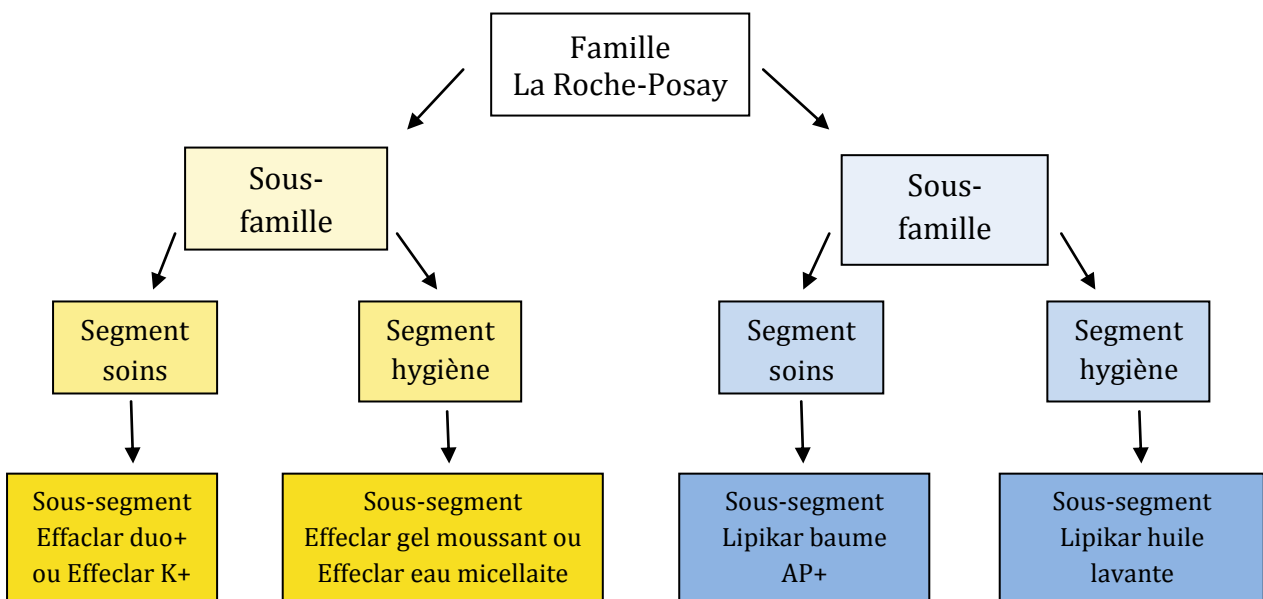 Famille
La Roche-Posay
Sous-
famille
Sous-
famille
Segment
soins
Segment
hygiène
Segment
soins
Segment
hygiène
Sous-segment
Effaclar duo+
ou Effeclar K+
Sous-segment
Effeclar gel moussant ou
Effeclar eau micellaite
Sous-segment
Lipikar baume
AP+
Sous-segment
Lipikar huile
lavante